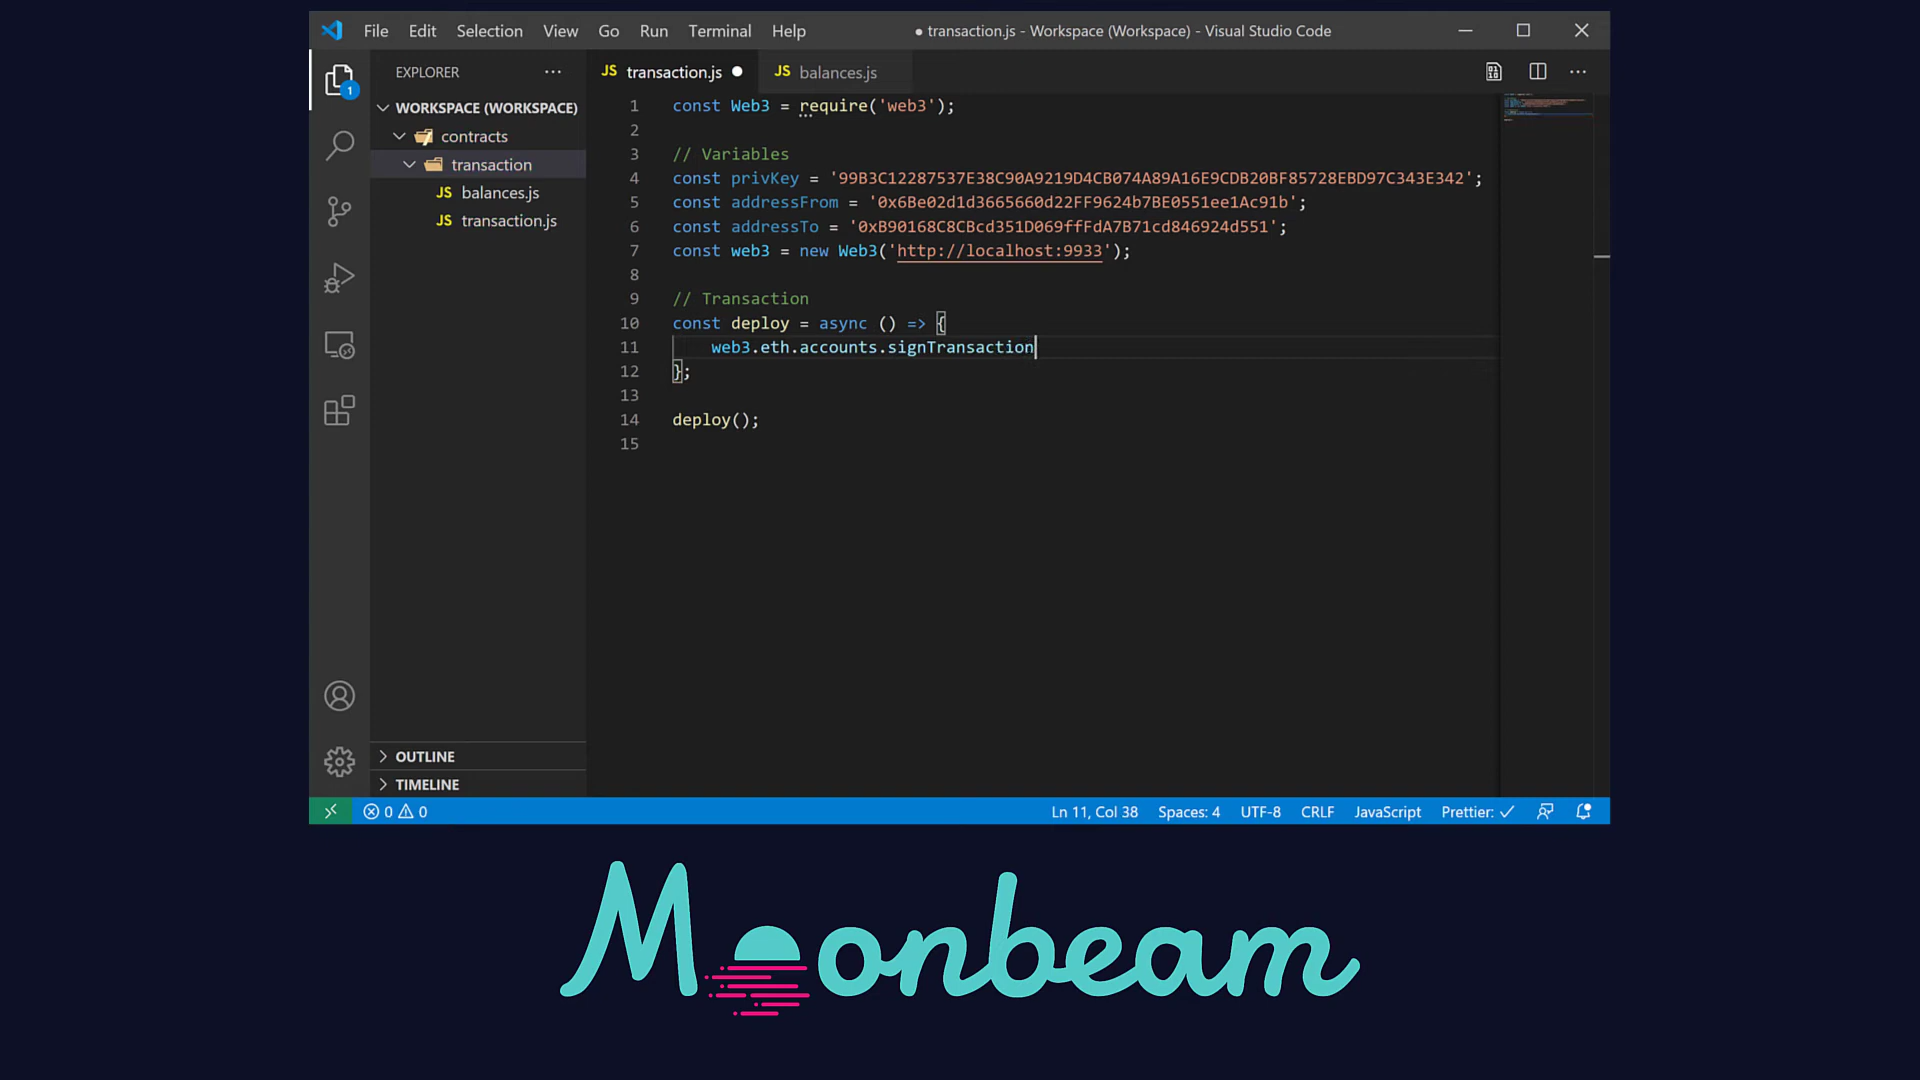 File Edit Selection View Go Run Terminal Help ● transaction.js - Workspace (Workspace) - Visual Studio Code
EXPLORER
1
WORKSPACE (WORKSPACE)
contracts
transaction
JS balances.js
JS transaction.js
OUTLINE
TIMELINE
JS transaction.js ● JS balances.js
1 const Web3 = require('web3');
2
3 // Variables
4 const privKey = '99B3C12287537E38C90A9219D4CB074A89A16E9CDB20BF85728EBD97C343E342';
5 const addressFrom = '0x6Be02d1d3665660d22FF9624b7BE0551ee1Ac91b';
6 const addressTo = '0xB90168C8CBcd351D069ffFdA7B71cd846924d551';
7 const web3 = new Web3('http://localhost:9933');
8
9 // Transaction
10 const deploy = async () => {
11 web3.eth.accounts.signTransaction
12 };
13
14 deploy();
15
0 0 Ln 11, Col 38 Spaces: 4 UTF-8 CRLF JavaScript Prettier: ✓
Moonbeam